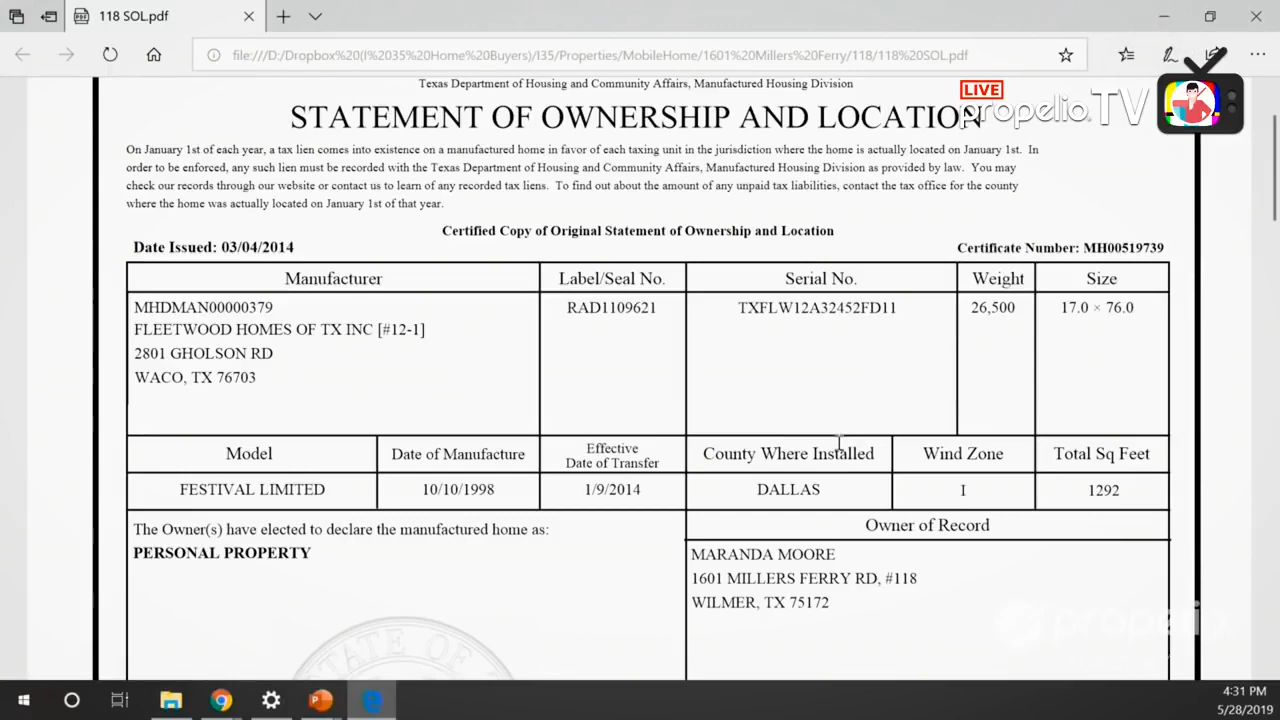 118 SOL.pdf
file:///D:/Dropbox%20(I%2035%20Home%20Buyers)/I35/Properties/MobileHome/1601%20Millers%20Ferry/118/118%20SOL.pdf
Texas Department of Housing and Community Affairs, Manufactured Housing Division
LIVE
propelio.TV
STATEMENT OF OWNERSHIP AND LOCATION
On January 1st of each year, a tax lien comes into existence on a manufactured home in favor of each taxing unit in the jurisdiction where the home is actually located on January 1st. In
order to be enforced, any such lien must be recorded with the Texas Department of Housing and Community Affairs, Manufactured Housing Division as provided by law. You may
check our records through our website or contact us to learn of any recorded tax liens. To find out about the amount of any unpaid tax liabilities, contact the tax office for the county
where the home was actually located on January 1st of that year.
Certified Copy of Original Statement of Ownership and Location
Date Issued: 03/04/2014
Certificate Number: MH00519739
Manufacturer Label/Seal No. Serial No. Weight Size
MHDMAN00000379 RAD1109621 TXFLW12A32452FD11 26,500 17.0 × 76.0
FLEETWOOD HOMES OF TX INC [#12-1]
2801 GHOLSON RD
WACO, TX 76703
Model Date of Manufacture Effective Date of Transfer County Where Installed Wind Zone Total Sq Feet
FESTIVAL LIMITED 10/10/1998 1/9/2014 DALLAS I 1292
The Owner(s) have elected to declare the manufactured home as:
PERSONAL PROPERTY
Owner of Record
MARANDA MOORE
1601 MILLERS FERRY RD, #118
WILMER, TX 75172
propelio
STATE OF
4:31 PM
5/28/2019